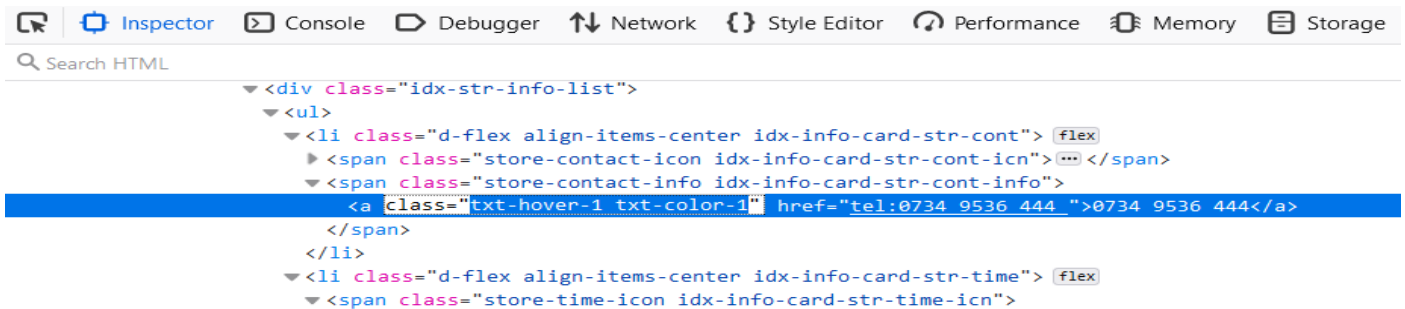 Inspector Console Debugger Network {} Style Editor Performance Memory Storage
Search HTML
<div class="idx-str-info-list">
<ul>
<li class="d-flex align-items-center idx-info-card-str-cont"> flex
<span class="store-contact-icon idx-info-card-str-cont-icn">⋯</span>
<span class="store-contact-info idx-info-card-str-cont-info">
<a class="txt-hover-1 txt-color-1" href="tel:0734 9536 444 ">0734 9536 444</a>
</span>
</li>
<li class="d-flex align-items-center idx-info-card-str-time"> flex
<span class="store-time-icon idx-info-card-str-time-icn">